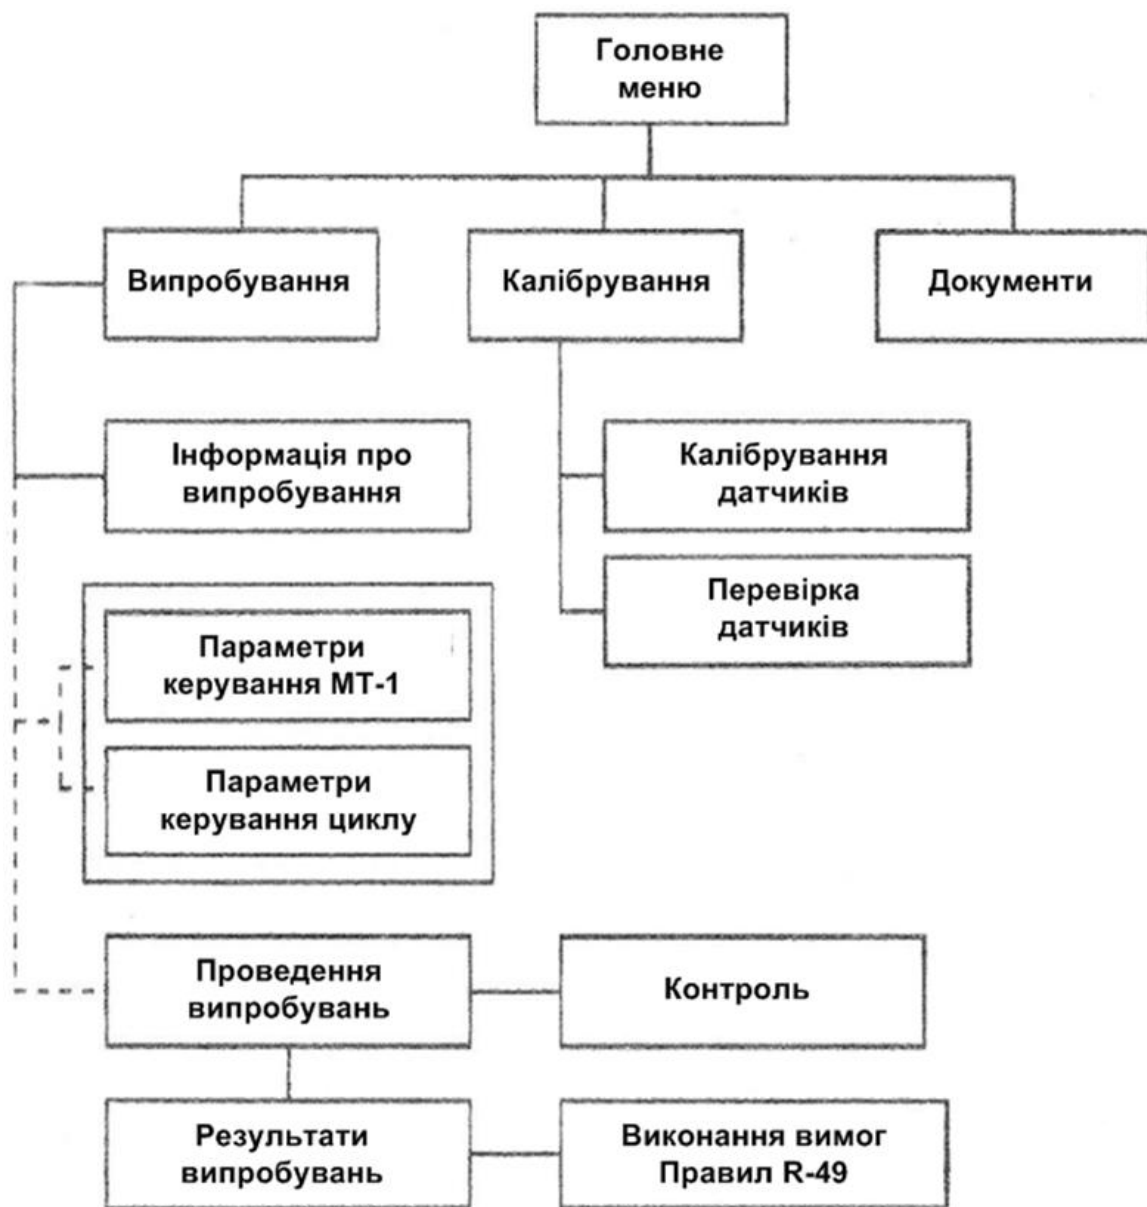 Головне
меню
Випробування
Калібрування
Документи
Інформація про
випробування
Калібрування
датчиків
Перевірка
датчиків
Параметри
керування МТ-1
Параметри
керування циклу
Проведення
випробувань
Контроль
Результати
випробувань
Виконання вимог
Правил R-49